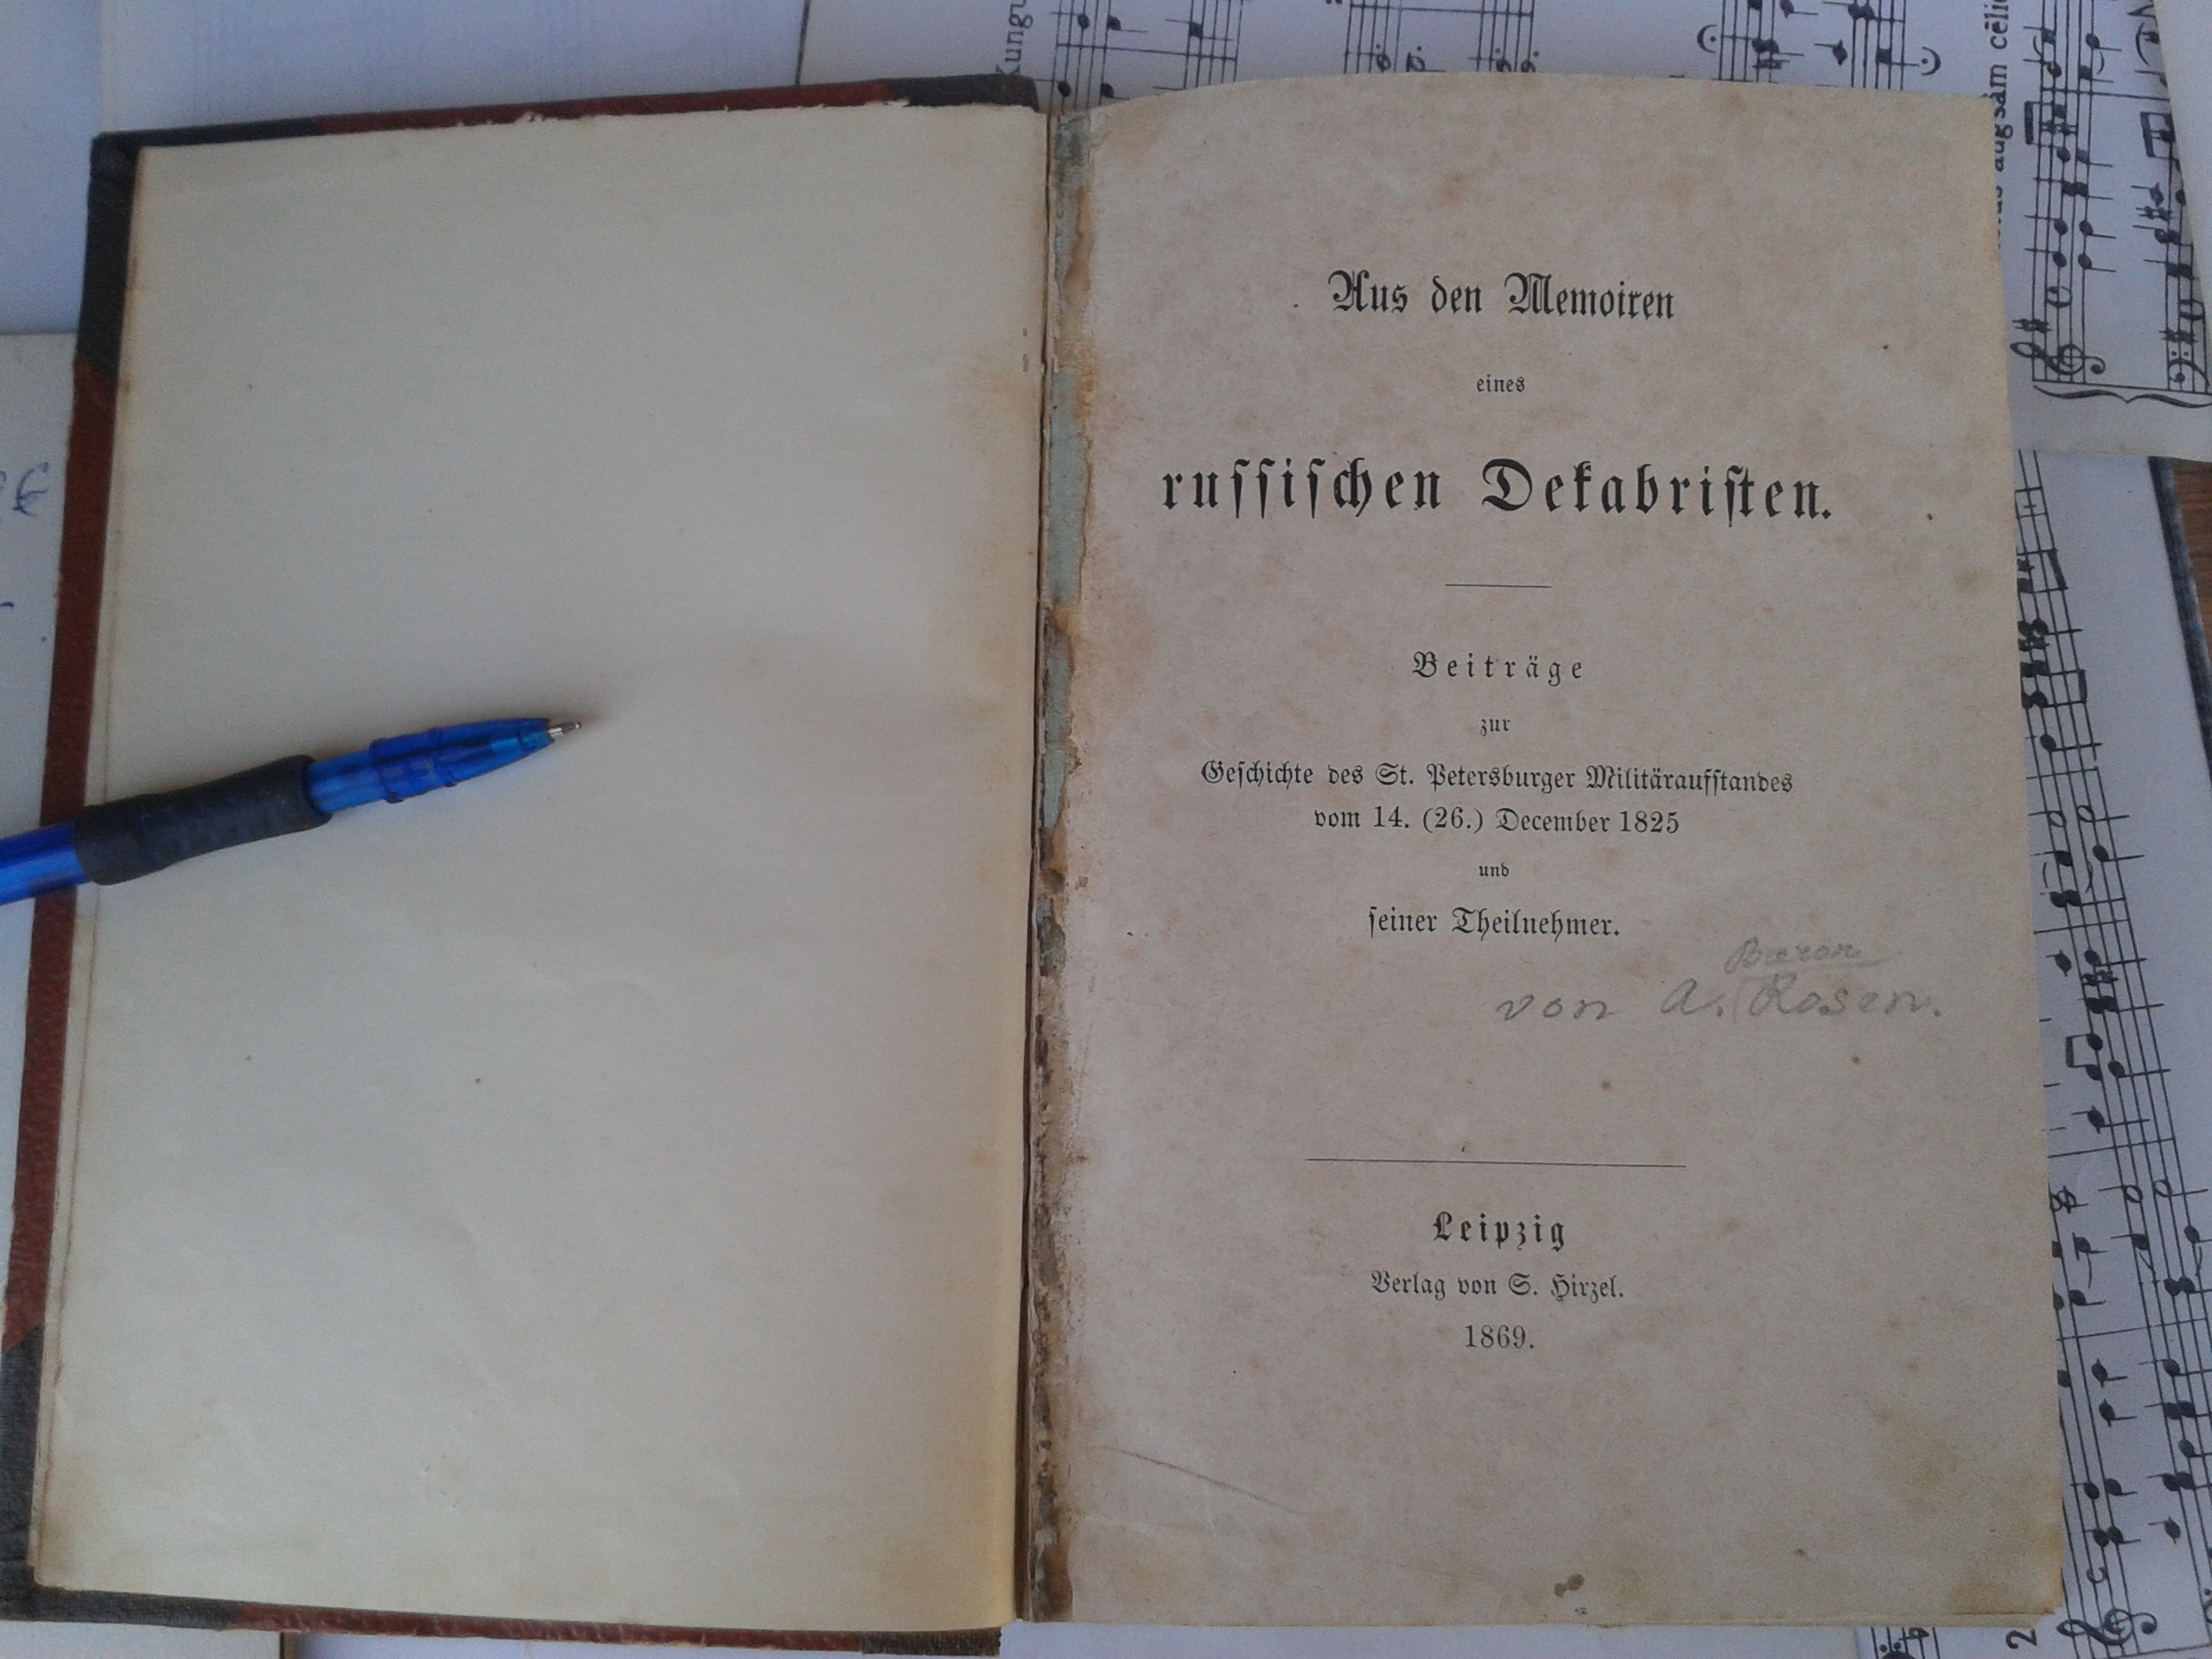 Aus den Memoiren
eines
russischen Dekabristen.
Beiträge
zur
Geschichte des St. Petersburger Militäraufstandes
vom 14. (26.) December 1825
und
seiner Theilnehmer.
Baron
von A. Rosen.
Leipzig
Verlag von S. Hirzel.
1869.
2